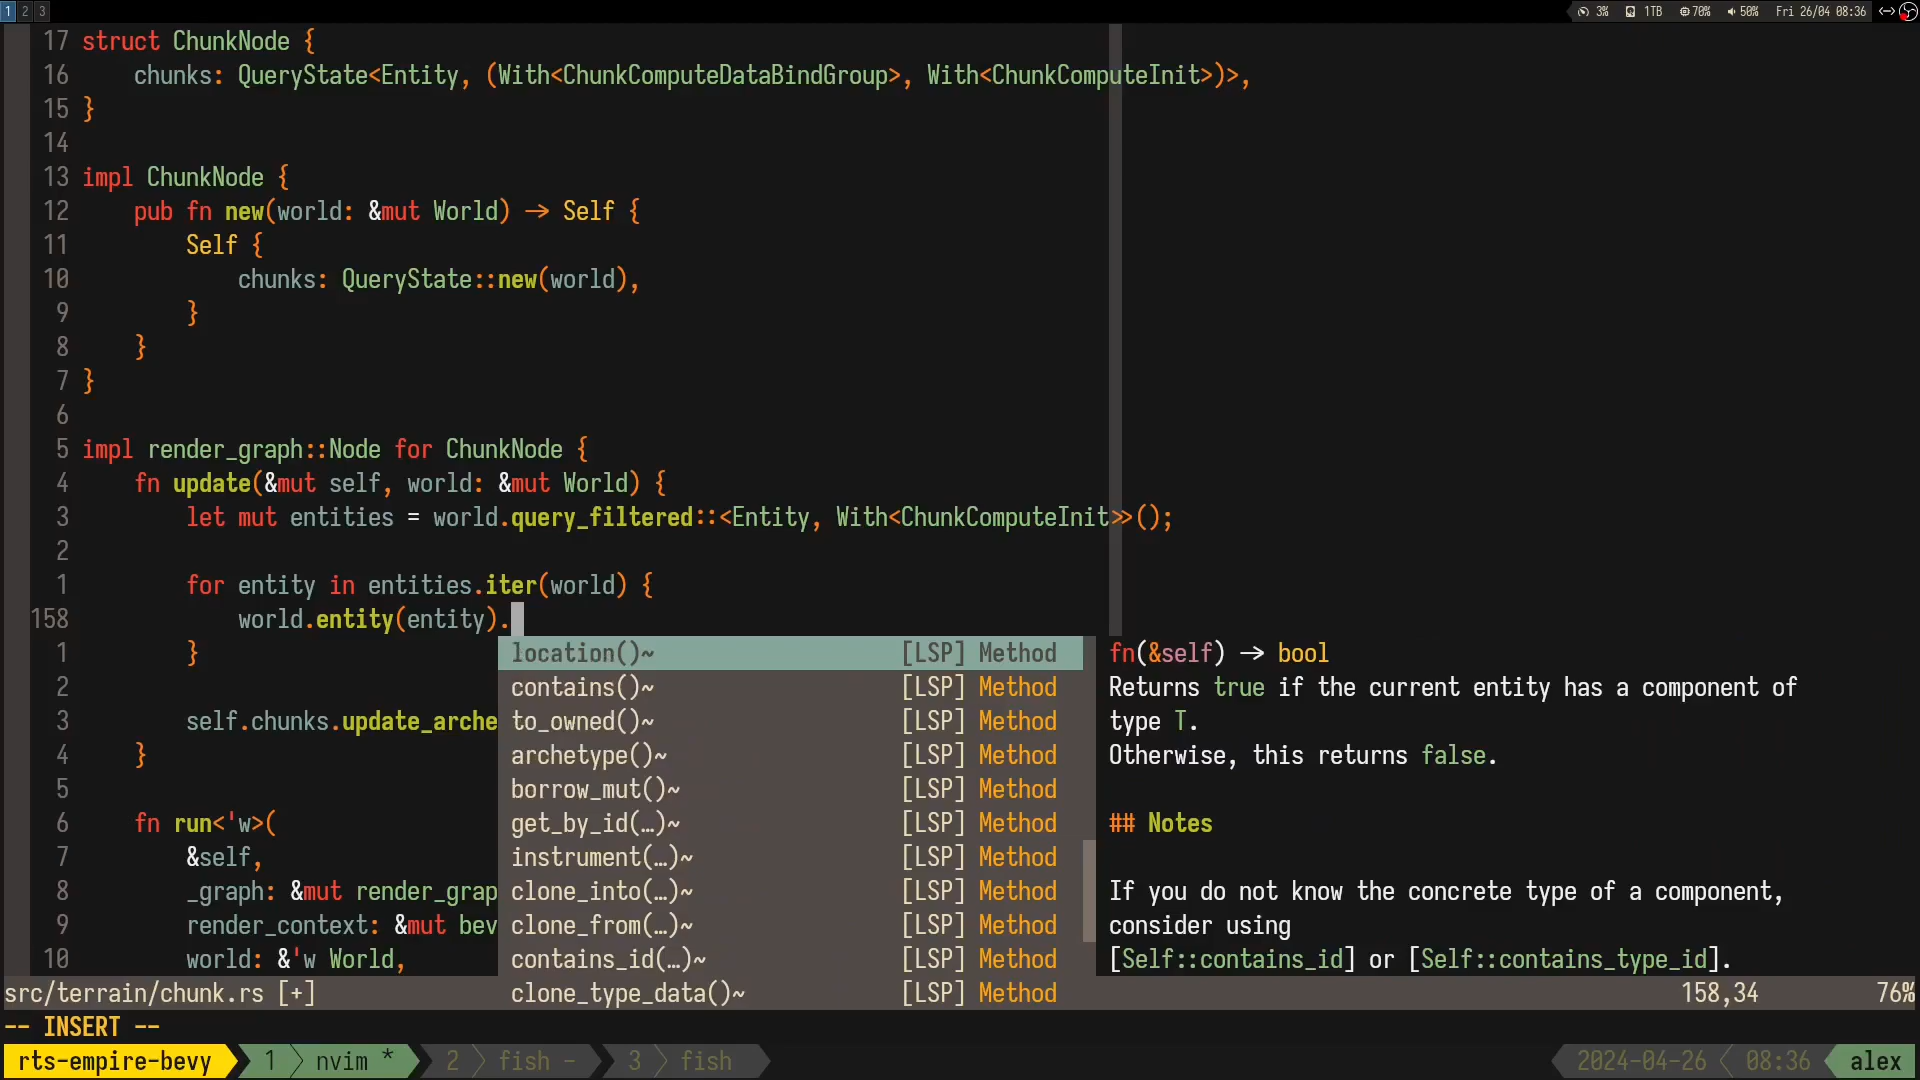 1 2 3 3% 1TB 70% 50% Fri 26/04 08:36
17 struct ChunkNode {
16     chunks: QueryState<Entity, (With<ChunkComputeDataBindGroup>, With<ChunkComputeInit>)>,
15 }
14
13 impl ChunkNode {
12     pub fn new(world: &mut World) -> Self {
11         Self {
10             chunks: QueryState::new(world),
9         }
8     }
7 }
6
5 impl render_graph::Node for ChunkNode {
4     fn update(&mut self, world: &mut World) {
3         let mut entities = world.query_filtered::<Entity, With<ChunkComputeInit>>();
2
1         for entity in entities.iter(world) {
158             world.entity(entity).
1         } location()~ [LSP] Method fn(&self) -> bool
2 contains()~ [LSP] Method Returns true if the current entity has a component of
3         self.chunks.update_arche to_owned()~ [LSP] Method type T.
4     } archetype()~ [LSP] Method Otherwise, this returns false.
5 borrow_mut()~ [LSP] Method
6     fn run<'w>( get_by_id(…)~ [LSP] Method ## Notes
7         &self, instrument(…)~ [LSP] Method
8         _graph: &mut render_grap clone_into(…)~ [LSP] Method If you do not know the concrete type of a component,
9         render_context: &mut bev clone_from(…)~ [LSP] Method consider using
10         world: &'w World, contains_id(…)~ [LSP] Method [Self::contains_id] or [Self::contains_type_id].
src/terrain/chunk.rs [+] clone_type_data()~ [LSP] Method 158,34 76%
-- INSERT --
rts-empire-bevy 1 nvim * 2 fish - 3 fish 2024-04-26 08:36 alex